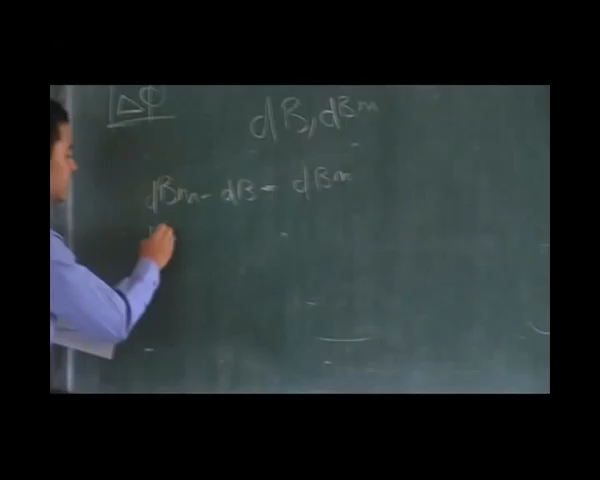 Δφ
dB, dBm
dBm - dB = dBm